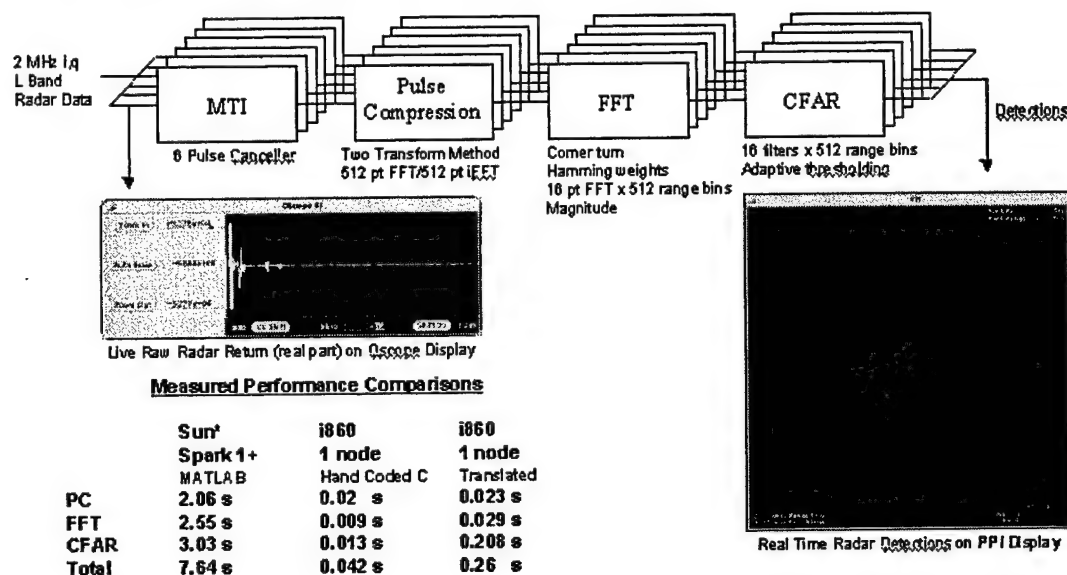 2 MHz i,q
L Band
Radar Data
MTI
Pulse
Compression
FFT
CFAR
Detections
6 Pulse Canceller
Two Transform Method
512 pt FFT/512 pt iFFT
Corner turn
Hamming weights
16 pt FFT x 512 range bins
Magnitude
16 filters x 512 range bins
Adaptive thresholding
Live Raw Radar Return (real part) on Oscope Display
Measured Performance Comparisons
Sun* i860 i860
Spark 1+ 1 node 1 node
MATLAB Hand Coded C Translated
PC 2.06 s 0.02 s 0.023 s
FFT 2.55 s 0.009 s 0.029 s
CFAR 3.03 s 0.013 s 0.208 s
Total 7.64 s 0.042 s 0.26 s
Real Time Radar Detections on PPI Display